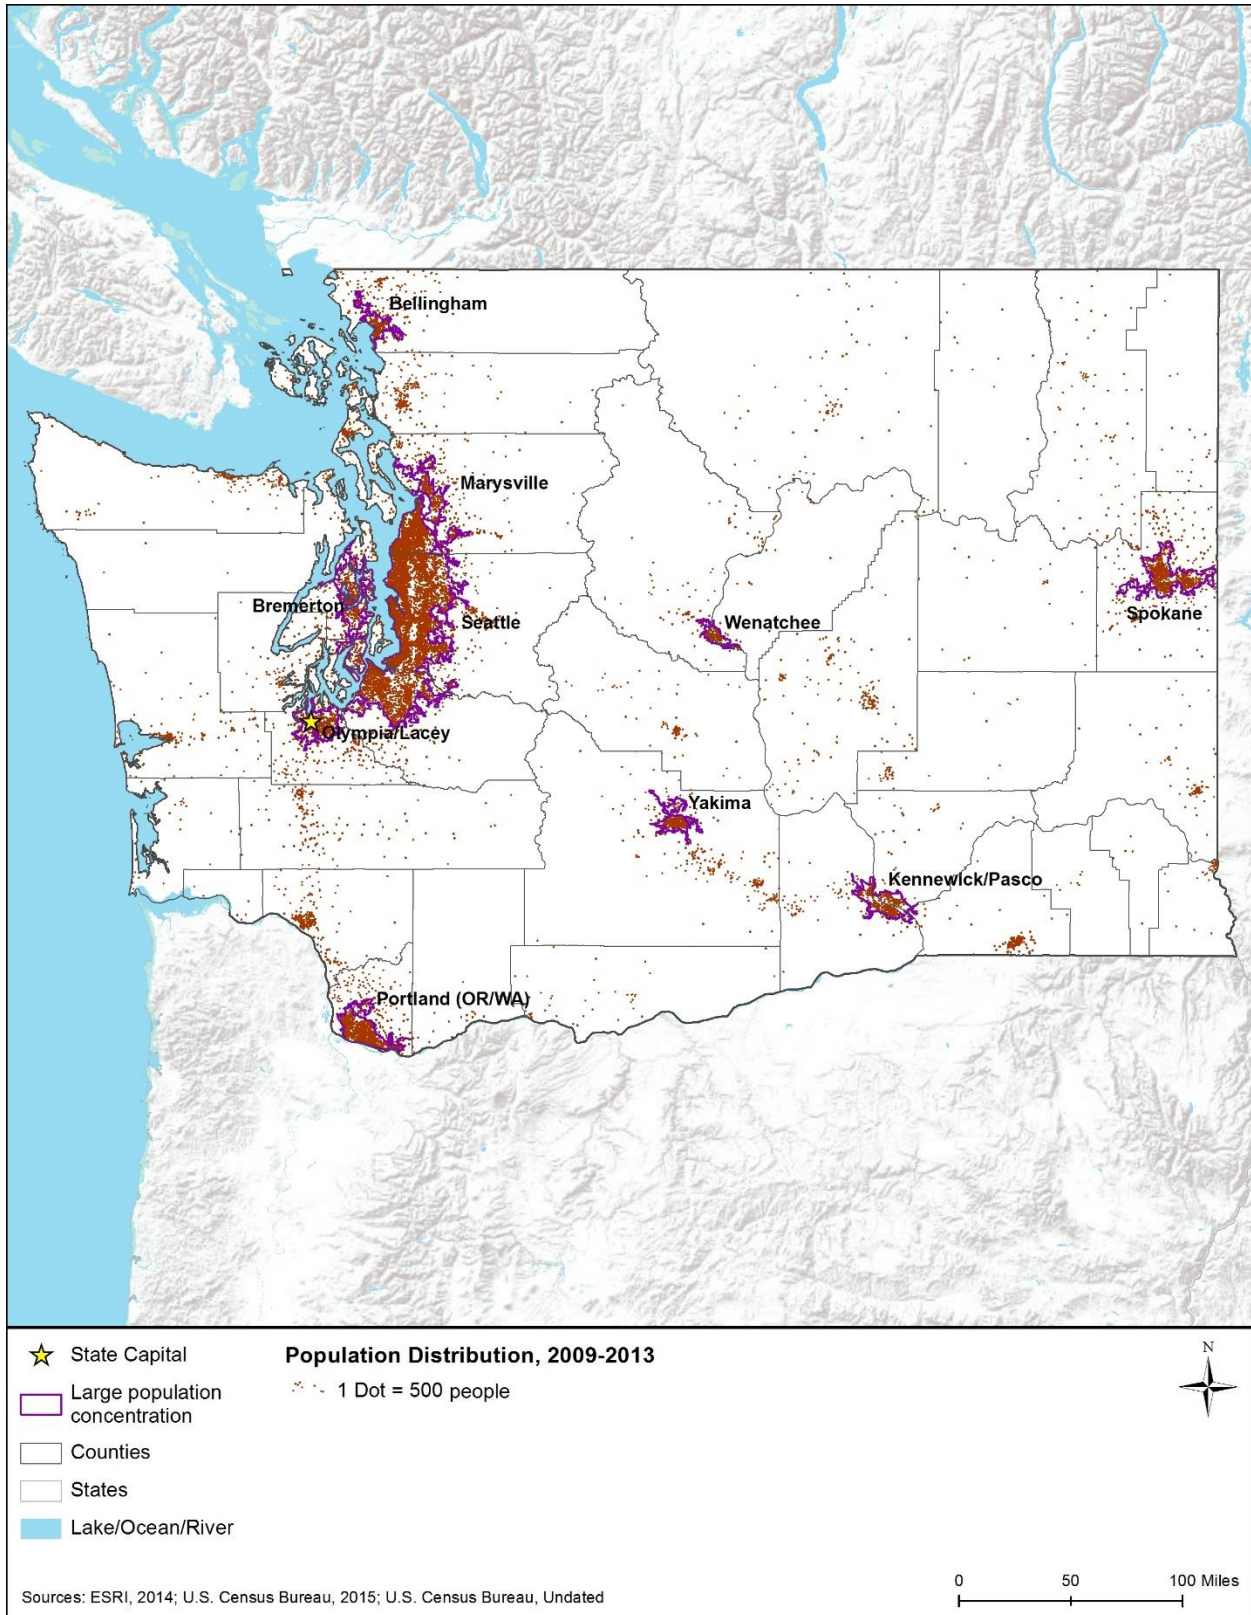 Bellingham
Marysville
Bremerton
Seattle
Wenatchee
Spokane
Olympia/Lacey
Yakima
Kennewick/Pasco
Portland (OR/WA)
State Capital
Large population
concentration
Counties
States
Lake/Ocean/River
Population Distribution, 2009-2013
1 Dot = 500 people
N
Sources: ESRI, 2014; U.S. Census Bureau, 2015; U.S. Census Bureau, Undated
0 50 100 Miles